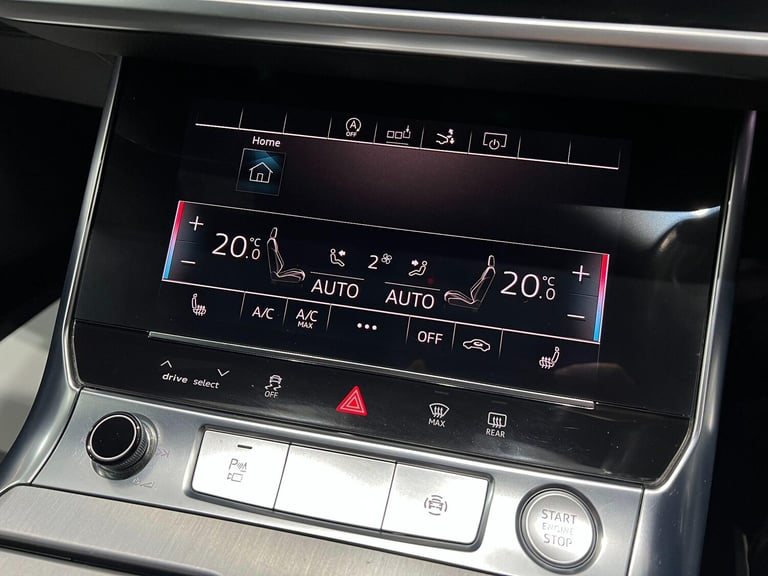 A
OFF
Home
+ 20.0 °C 2 20.0 °C +
− AUTO AUTO −
A/C A/C MAX ••• OFF
drive select OFF MAX REAR
P
START
ENGINE
STOP